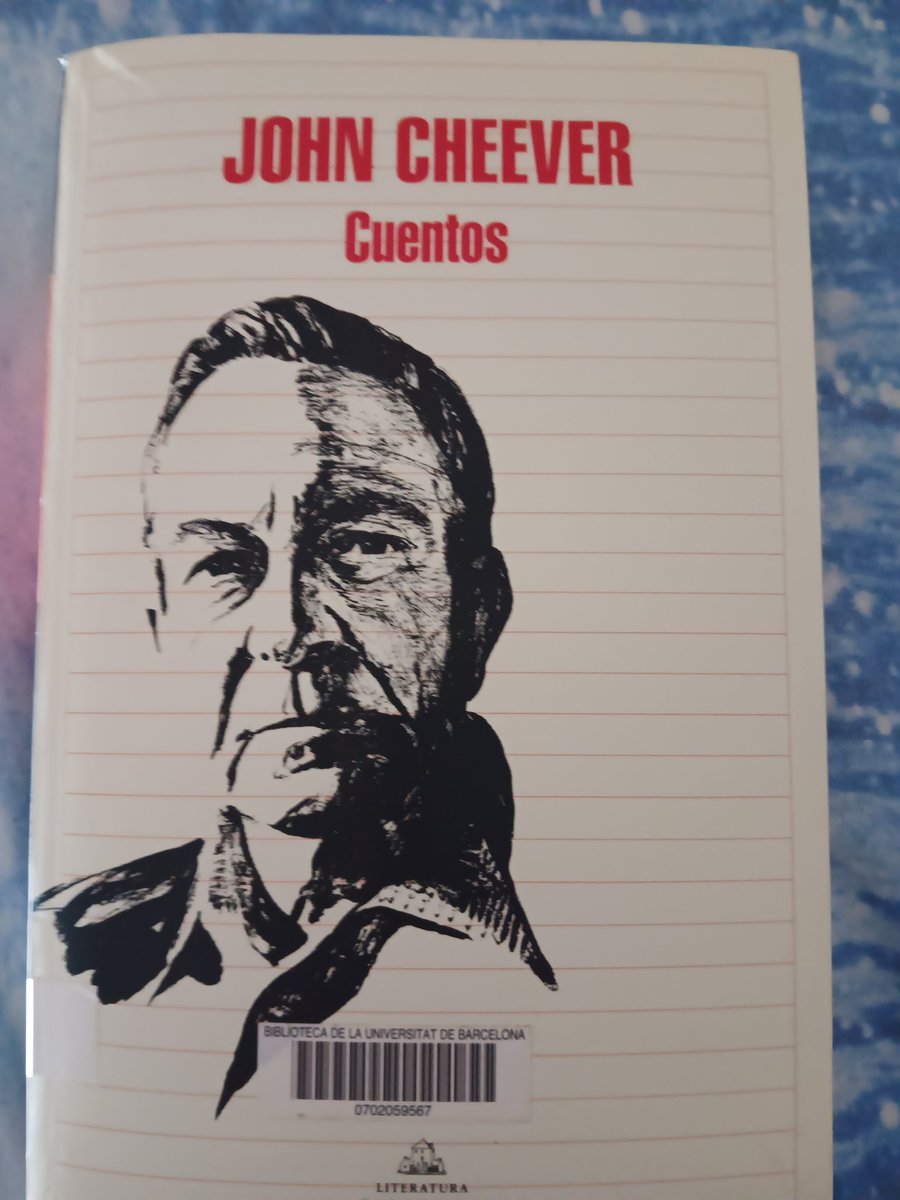 JOHN CHEEVER
Cuentos
BIBLIOTECA DE LA UNIVERSITAT DE BARCELONA
0702059567
LITERATURA